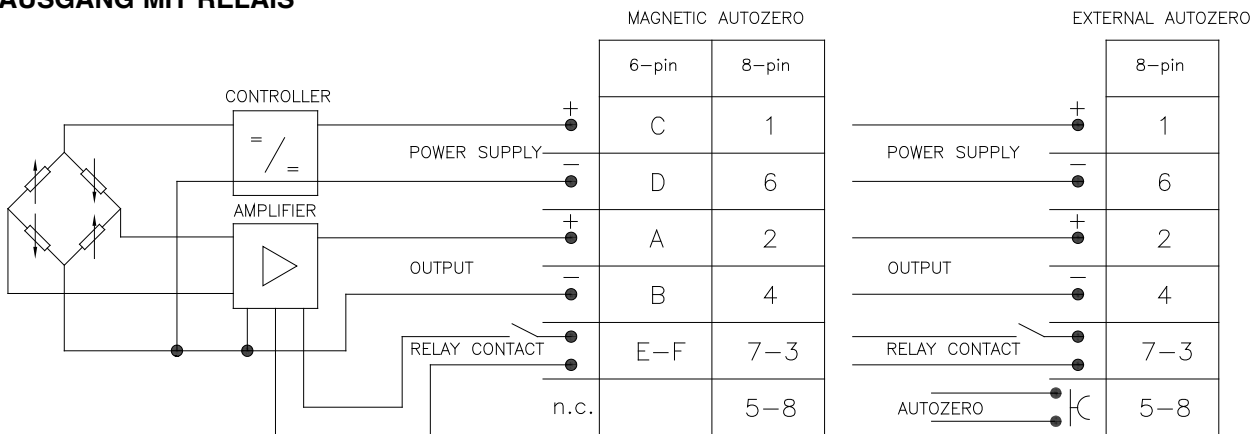 AUSGANG MIT RELAIS
MAGNETIC AUTOZERO
EXTERNAL AUTOZERO
6-pin 8-pin
8-pin
CONTROLLER
= / =
POWER SUPPLY
+ C 1
- D 6
POWER SUPPLY
+ 1
- 6
AMPLIFIER
OUTPUT
+ A 2
- B 4
OUTPUT
+ 2
- 4
RELAY CONTACT E-F 7-3
RELAY CONTACT 7-3
n.c. 5-8
AUTOZERO 5-8